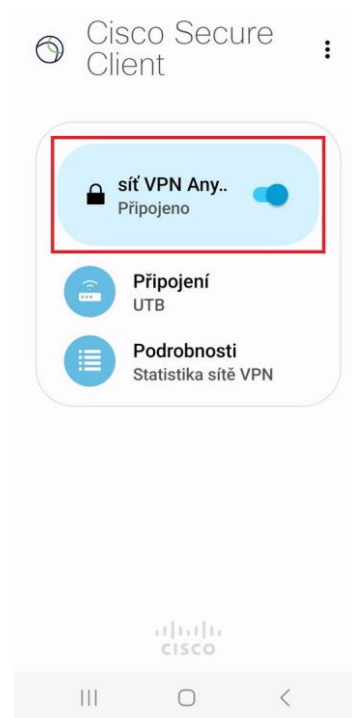 Cisco Secure
Client
síť VPN Any..
Připojeno
Připojení
UTB
Podrobnosti
Statistika sítě VPN
CISCO